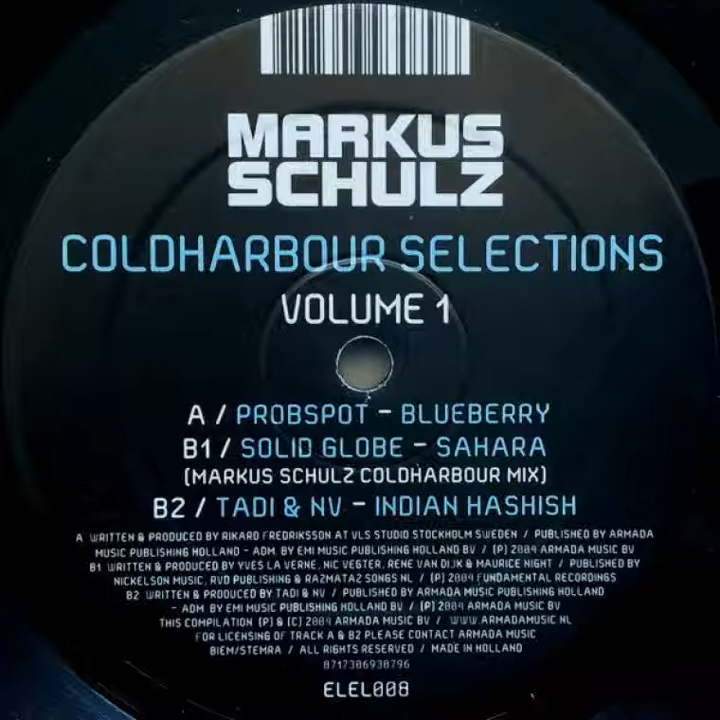 MARKUS
SCHULZ
COLDHARBOUR SELECTIONS
VOLUME 1
A / PROBSPOT – BLUEBERRY
B1 / SOLID GLOBE – SAHARA
(MARKUS SCHULZ COLDHARBOUR MIX)
B2 / TADI & NV – INDIAN HASHISH
A WRITTEN & PRODUCED BY RIKARD FREDRIKSSON AT VLS STUDIO STOCKHOLM SWEDEN / PUBLISHED BY ARMADA
MUSIC PUBLISHING HOLLAND - ADM. BY EMI MUSIC PUBLISHING HOLLAND BV / (P) 2004 ARMADA MUSIC BV
B1 WRITTEN & PRODUCED BY YVES LA VERNE, NIC VEGTER, RENE VAN DIJK & MAURICE NIGHT / PUBLISHED BY
NICKELSON MUSIC, RVD PUBLISHING & RAZMATAZ SONGS NL / (P) 2004 FUNDAMENTAL RECORDINGS
B2 WRITTEN & PRODUCED BY TADI & NV / PUBLISHED BY ARMADA MUSIC PUBLISHING HOLLAND
- ADM. BY EMI MUSIC PUBLISHING HOLLAND BV / (P) 2004 ARMADA MUSIC BV
THIS COMPILATION (P) & (C) 2004 ARMADA MUSIC BV / WWW.ARMADAMUSIC.NL
FOR LICENSING OF TRACK A & B2 PLEASE CONTACT ARMADA MUSIC
BIEM/STEMRA / ALL RIGHTS RESERVED / MADE IN HOLLAND
8717306930796
ELEL008